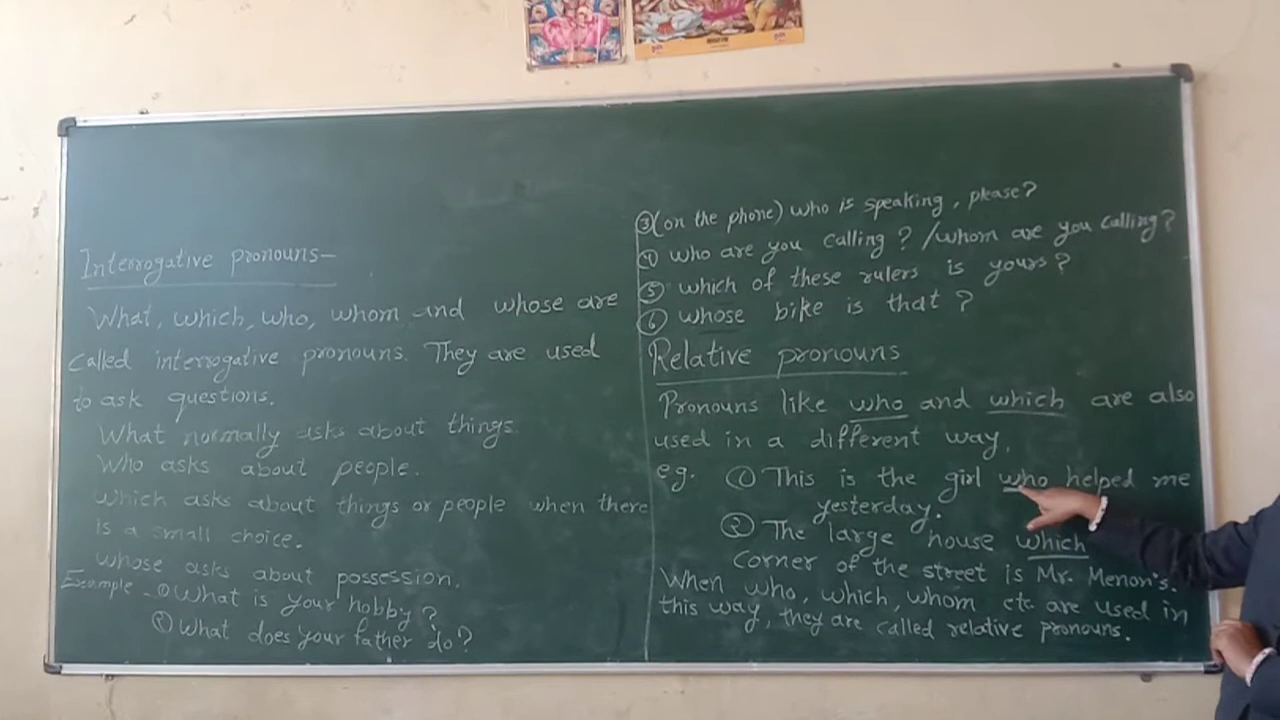 Interrogative pronouns-
What, which, who, whom and whose are
called interrogative pronouns. They are used
to ask questions.
What normally asks about things.
Who asks about people.
which asks about things or people when there
is a small choice.
whose asks about possession.
Example - ① What is your hobby?
② What does your father do?
③ (on the phone) who is speaking, please?
④ who are you calling? / whom are you calling?
⑤ which of these rulers is yours?
⑥ whose bike is that?
Relative pronouns
Pronouns like who and which are also
used in a different way.
eg. ① This is the girl who helped me
yesterday.
② The large house which
corner of the street is Mr. Menon's.
When who, which, whom etc. are used in
this way, they are called relative pronouns.